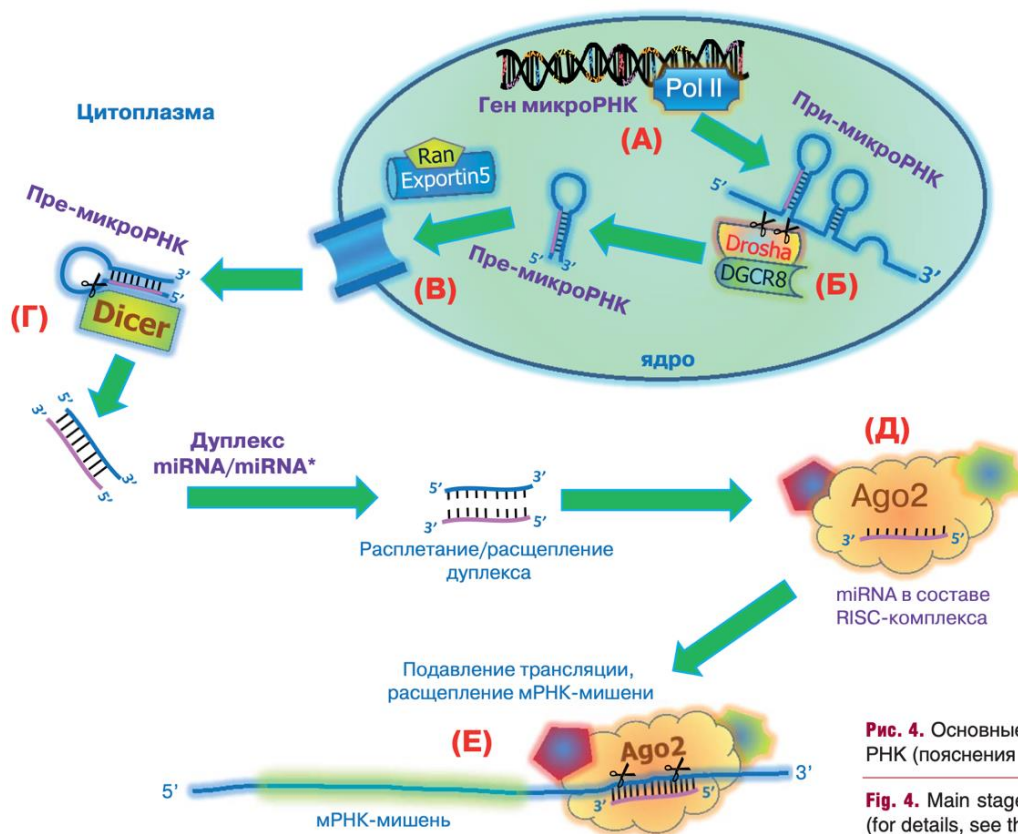 Цитоплазма
Ген микроРНК
Pol II
(А)
При-микроРНК
5’
3’
Drosha
DGCR8
(Б)
Пре-микроРНК
5’ 3’
Ran
Exportin5
(В)
ядро
Пре-микроРНК
3’
5’
Dicer
(Г)
5’
3’
3’
5’
Дуплекс
miRNA/miRNA*
5’
3’
3’
5’
Расплетание/расщепление
дуплекса
(Д)
Ago2
3’
5’
miRNA в составе
RISC-комплекса
Подавление трансляции,
расщепление мРНК-мишени
(Е)
Ago2
5’
3’
3’
5’
мРНК-мишень
Рис. 4. Основные
РНК (пояснения
Fig. 4. Main stage
(for details, see th